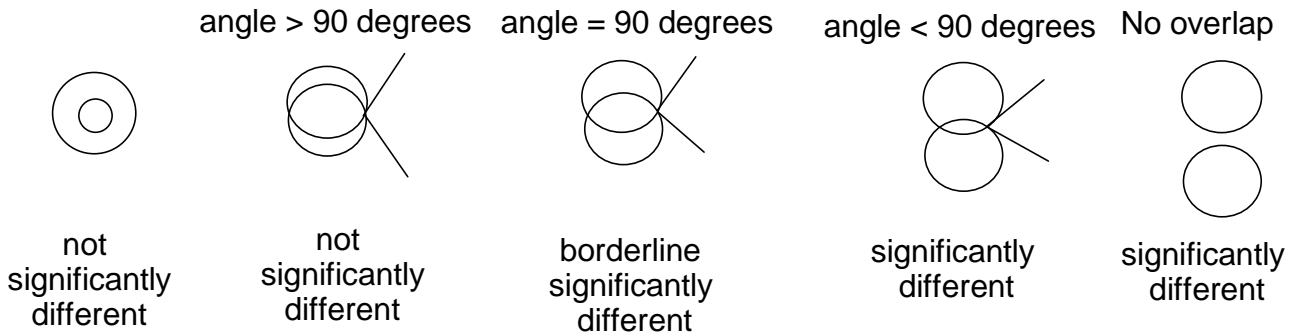 angle > 90 degrees
angle = 90 degrees
angle < 90 degrees
No overlap
not
significantly
different
not
significantly
different
borderline
significantly
different
significantly
different
significantly
different